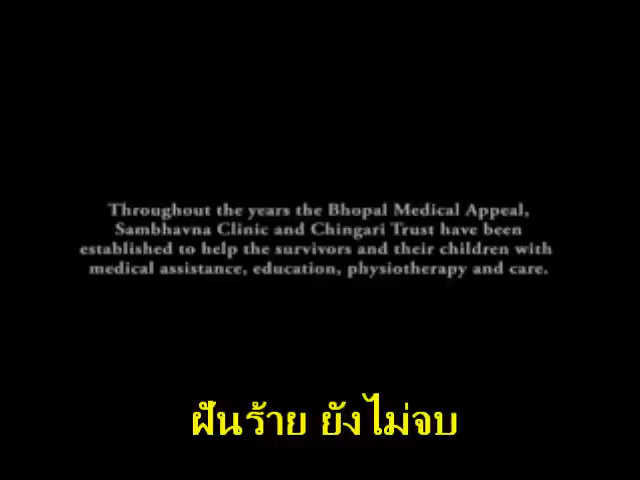 Throughout the years the Bhopal Medical Appeal,
Sambhavna Clinic and Chingari Trust have been
established to help the survivors and their children with
medical assistance, education, physiotherapy and care.
ฝันร้าย ยังไม่จบ